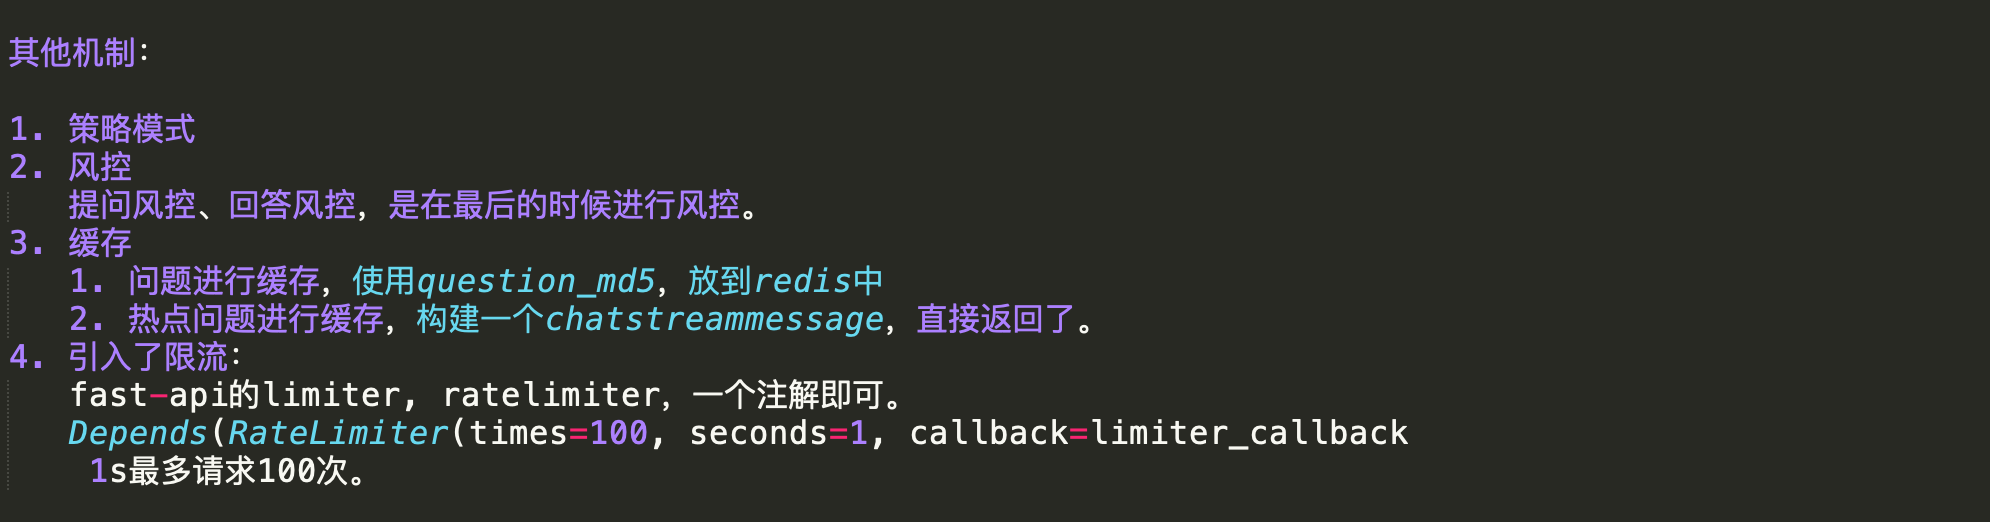 其他机制：
1. 策略模式
2. 风控
提问风控、回答风控，是在最后的时候进行风控。
3. 缓存
1. 问题进行缓存，使用question_md5，放到redis中
2. 热点问题进行缓存，构建一个chatstreammessage，直接返回了。
4. 引入了限流：
fast-api的limiter, ratelimiter，一个注解即可。
Depends(RateLimiter(times=100, seconds=1, callback=limiter_callback
1s最多请求100次。